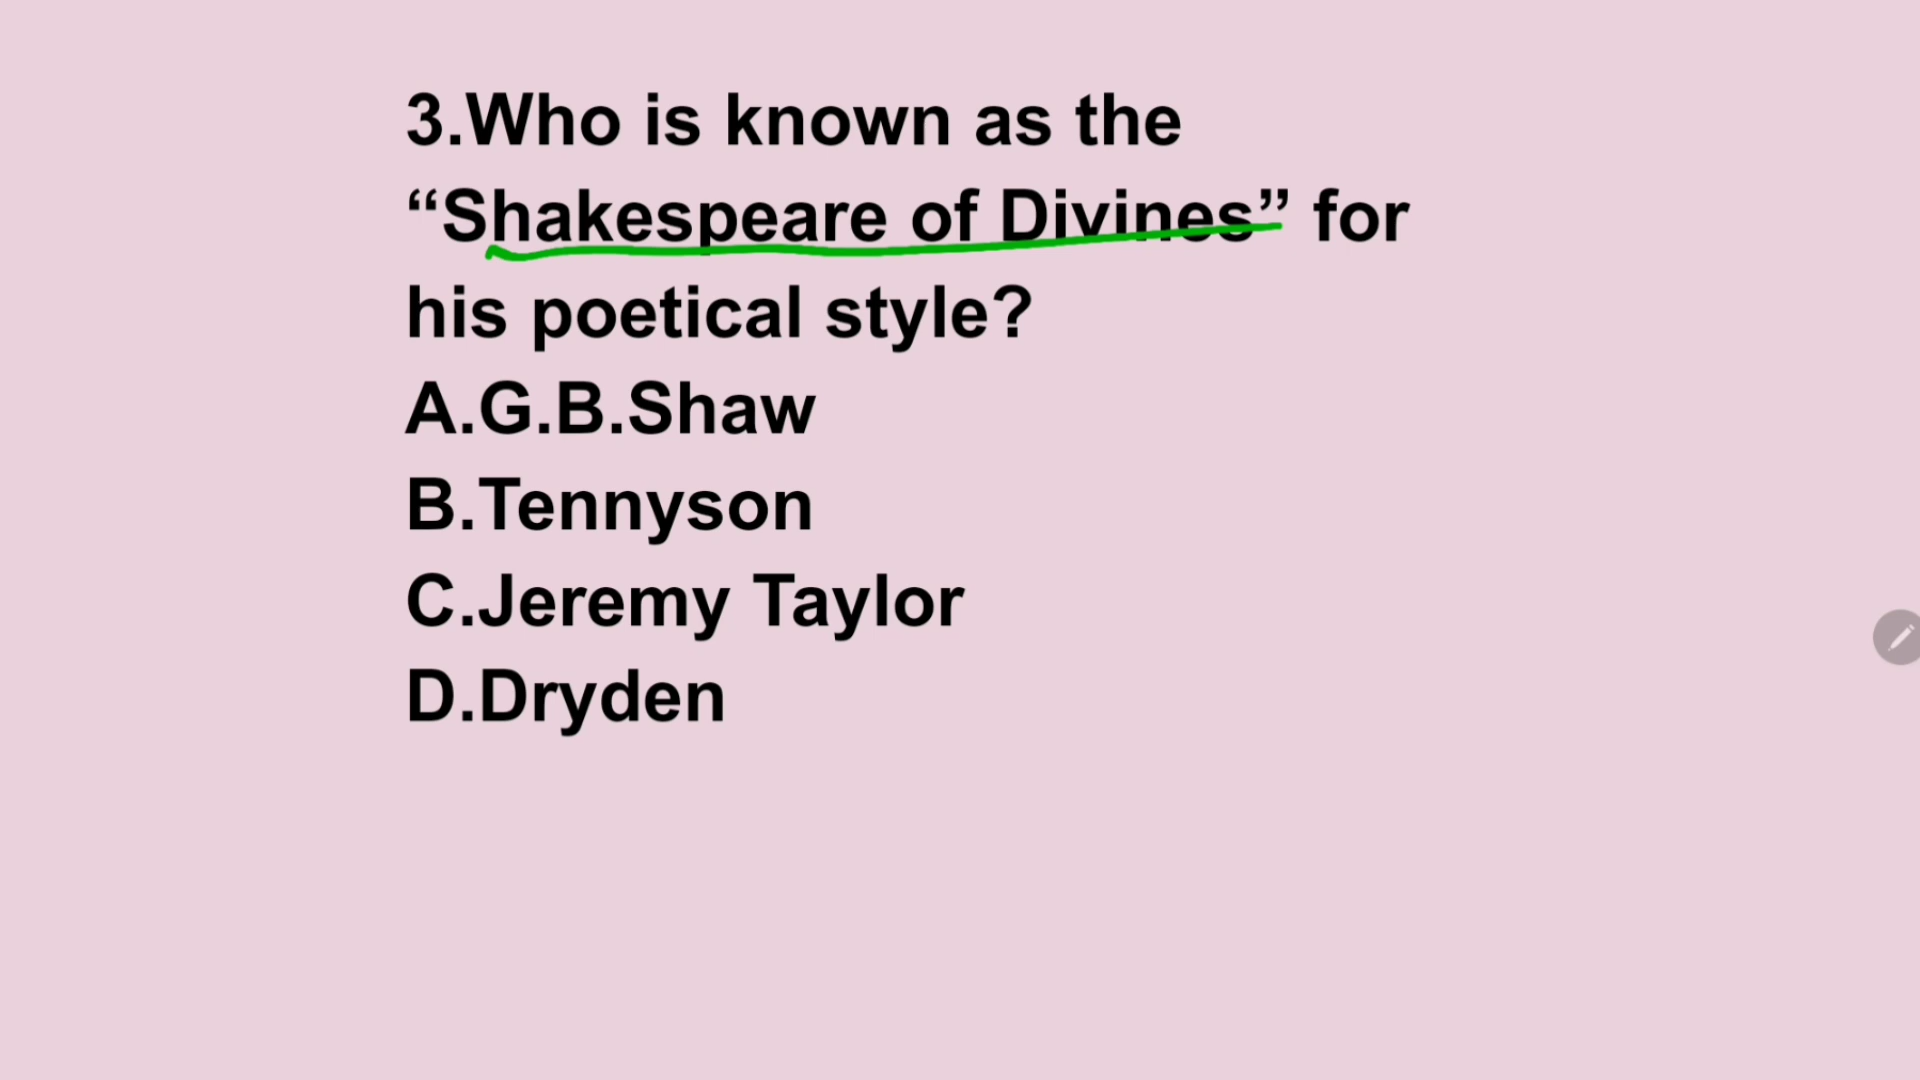 3.Who is known as the
“Shakespeare of Divines” for
his poetical style?
A.G.B.Shaw
B.Tennyson
C.Jeremy Taylor
D.Dryden